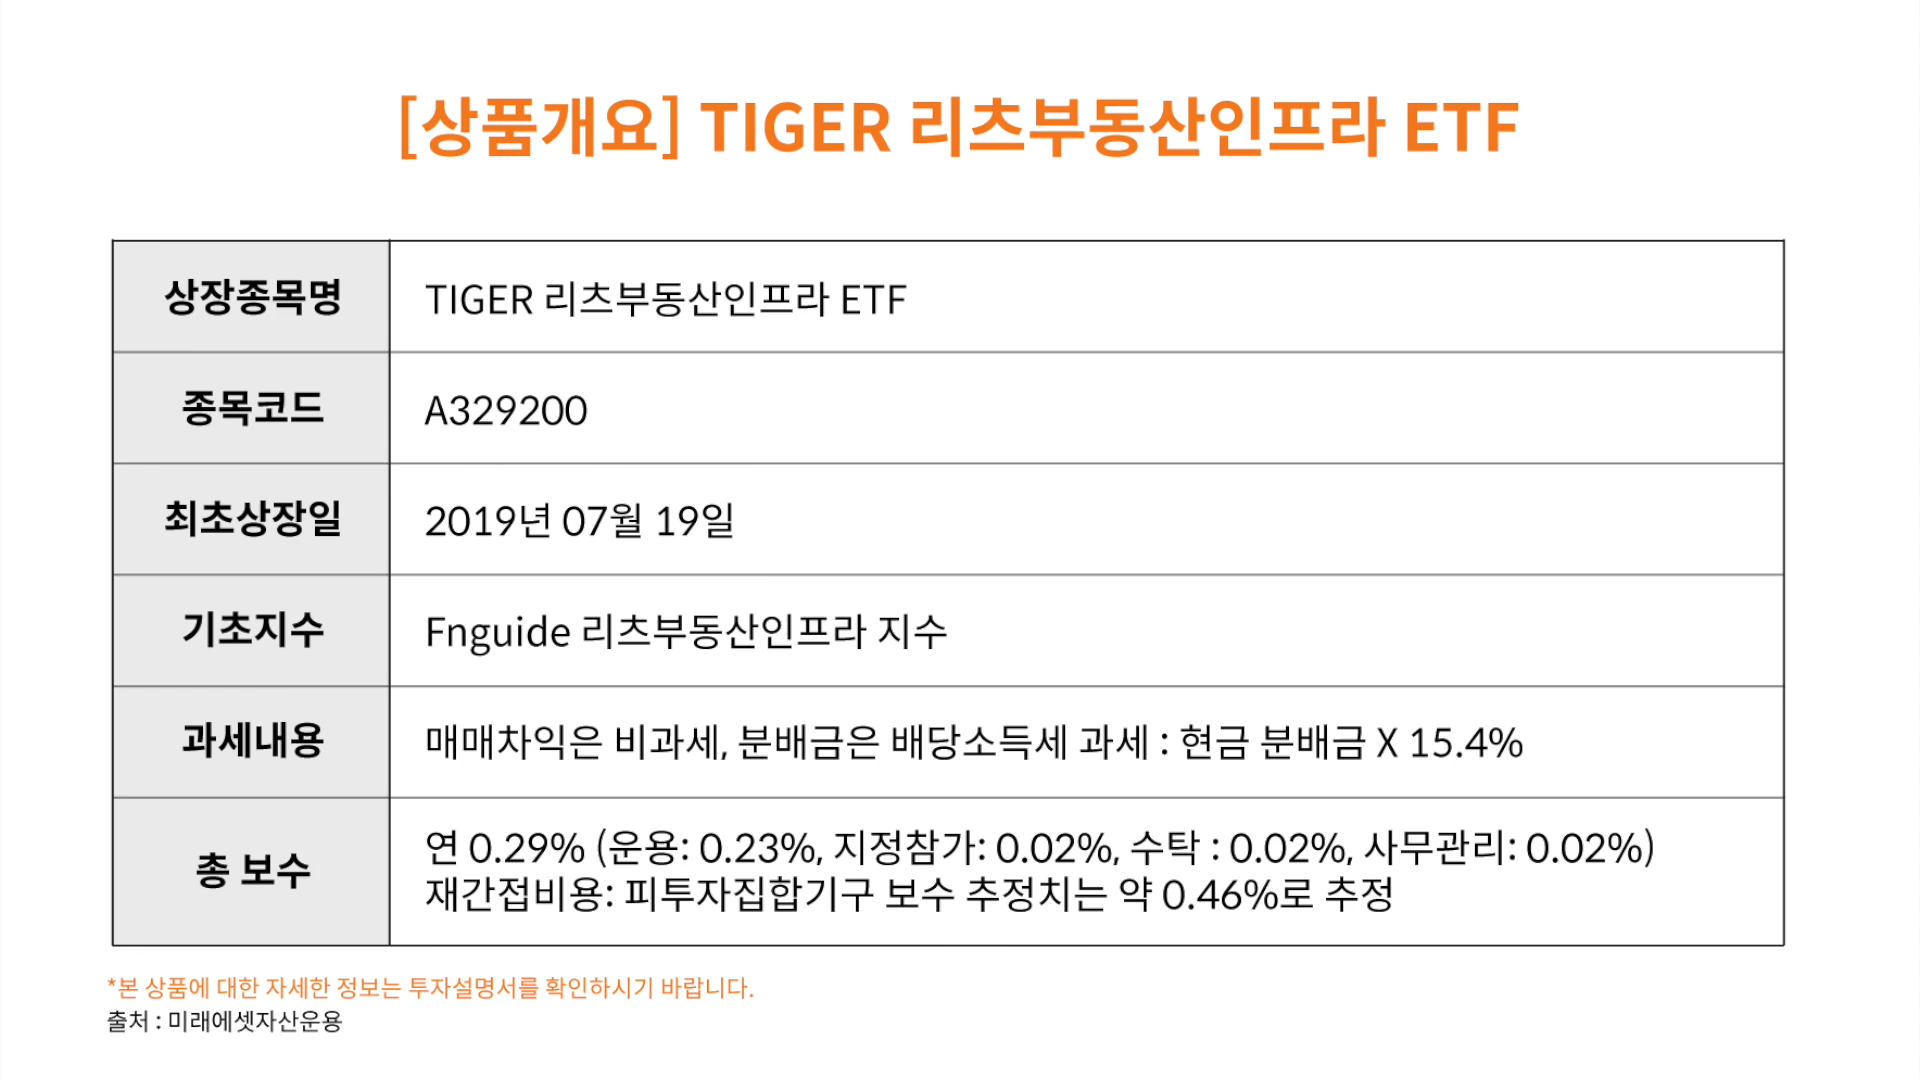 [상품개요] TIGER 리츠부동산인프라 ETF
상장종목명 TIGER 리츠부동산인프라 ETF
종목코드 A329200
최초상장일 2019년 07월 19일
기초지수 Fnguide 리츠부동산인프라 지수
과세내용 매매차익은 비과세, 분배금은 배당소득세 과세 : 현금 분배금 X 15.4%
총 보수 연 0.29% (운용: 0.23%, 지정참가: 0.02%, 수탁 : 0.02%, 사무관리: 0.02%)
재간접비용: 피투자집합기구 보수 추정치는 약 0.46%로 추정
*본 상품에 대한 자세한 정보는 투자설명서를 확인하시기 바랍니다.
출처 : 미래에셋자산운용